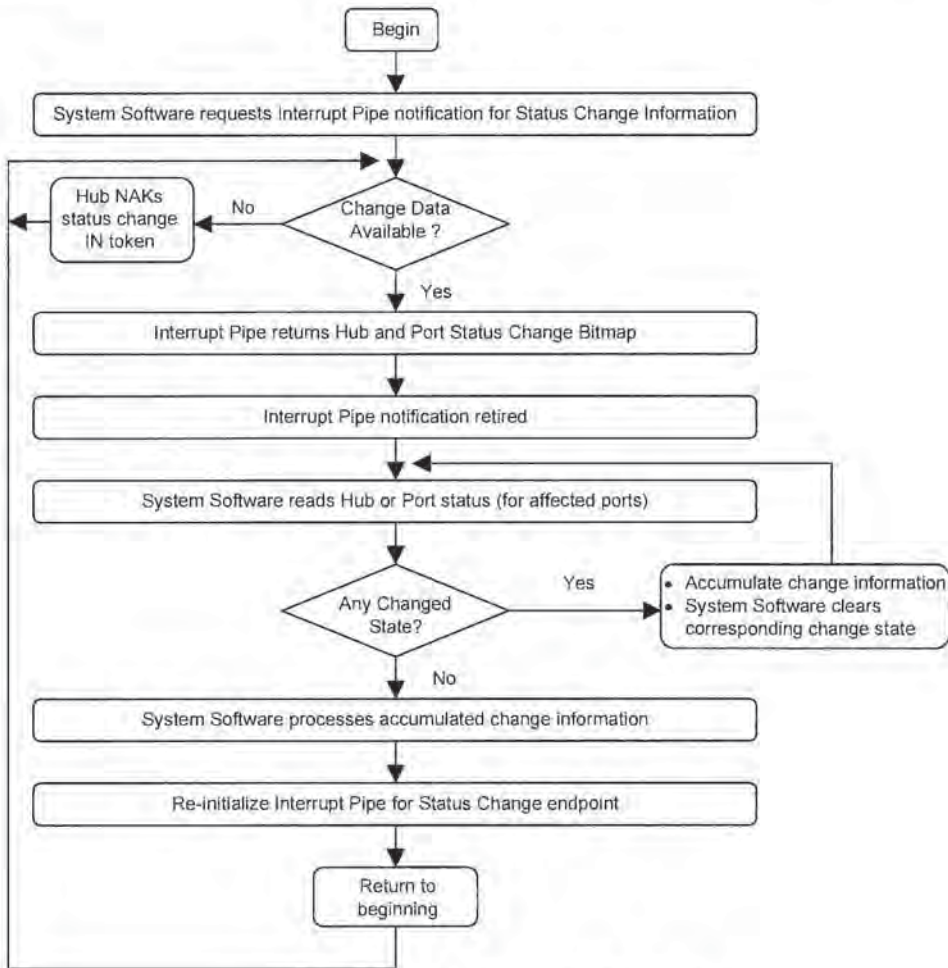 Begin
System Software requests Interrupt Pipe notification for Status Change Information
Hub NAKs
status change
IN token
No
Change Data
Available ?
Yes
Interrupt Pipe returns Hub and Port Status Change Bitmap
Interrupt Pipe notification retired
System Software reads Hub or Port status (for affected ports)
Any Changed
State?
Yes
• Accumulate change information
• System Software clears
corresponding change state
No
System Software processes accumulated change information
Re-initialize Interrupt Pipe for Status Change endpoint
Return to
beginning